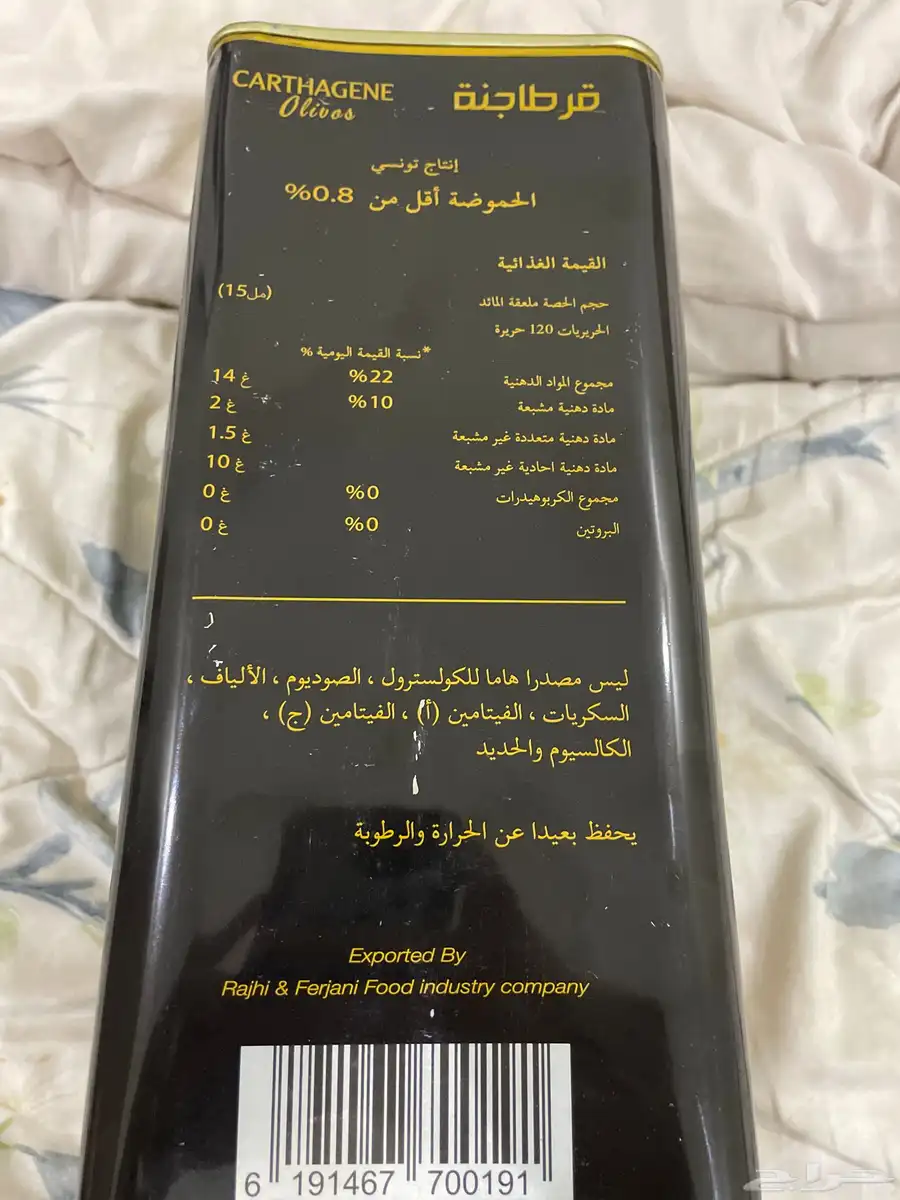 CARTHAGENE قرطاجنة
Olivos
إنتاج تونسي
الحموضة أقل من 0.8%
القيمة الغذائية
حجم الحصة ملعقة المائد (15مل)
الحريريات 120 حريرة
*نسبة القيمة اليومية %
مجموع المواد الدهنية 22% 14 غ
مادة دهنية مشبعة 10% 2 غ
مادة دهنية متعددة غير مشبعة 1.5 غ
مادة دهنية احادية غير مشبعة 10 غ
مجموع الكربوهيدرات 0% 0 غ
البروتين 0% 0 غ
ليس مصدرا هاما للكولسترول ، الصوديوم ، الألياف ،
السكريات ، الفيتامين (أ) ، الفيتامين (ج) ،
الكالسيوم والحديد
يحفظ بعيدا عن الحرارة والرطوبة
Exported By
Rajhi & Ferjani Food industry company
6 191467 700191
حراج